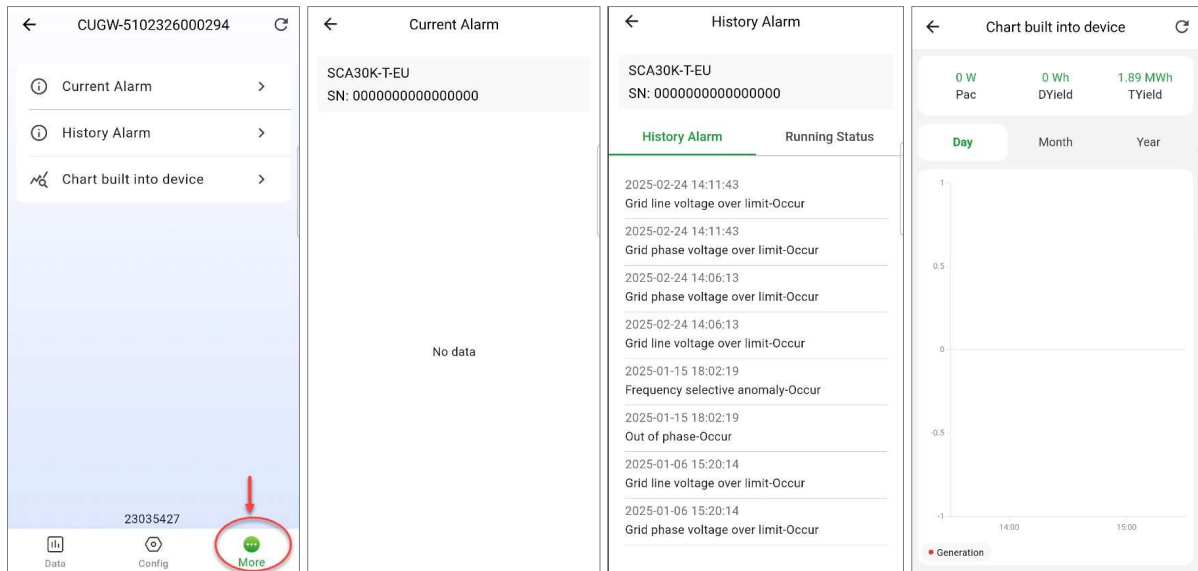 CUGW-5102326000294
Current Alarm
History Alarm
Chart built into device
23035427
Data
Config
More
Current Alarm
SCA30K-T-EU
SN: 0000000000000000
No data
History Alarm
SCA30K-T-EU
SN: 0000000000000000
History Alarm
Running Status
2025-02-24 14:11:43
Grid line voltage over limit-Occur
2025-02-24 14:11:43
Grid phase voltage over limit-Occur
2025-02-24 14:06:13
Grid phase voltage over limit-Occur
2025-02-24 14:06:13
Grid line voltage over limit-Occur
2025-01-15 18:02:19
Frequency selective anomaly-Occur
2025-01-15 18:02:19
Out of phase-Occur
2025-01-06 15:20:14
Grid line voltage over limit-Occur
2025-01-06 15:20:14
Grid phase voltage over limit-Occur
Chart built into device
0 W
Pac
0 Wh
DYield
1.89 MWh
TYield
Day
Month
Year
1
0.5
0
-0.5
-1
14:00
15:00
Generation